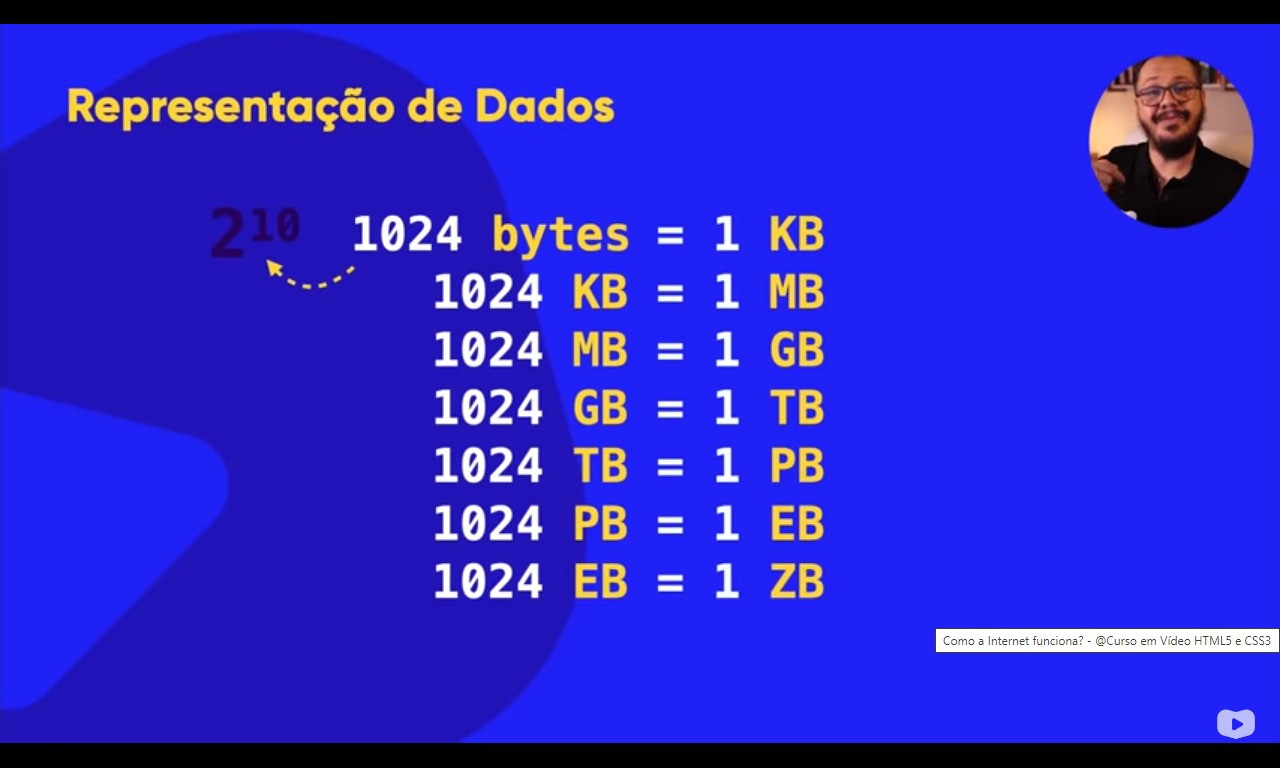 Representação de Dados
2¹⁰ 1024 bytes = 1 KB
1024 KB = 1 MB
1024 MB = 1 GB
1024 GB = 1 TB
1024 TB = 1 PB
1024 PB = 1 EB
1024 EB = 1 ZB
Como a Internet funciona? - @Curso em Vídeo HTML5 e CSS3